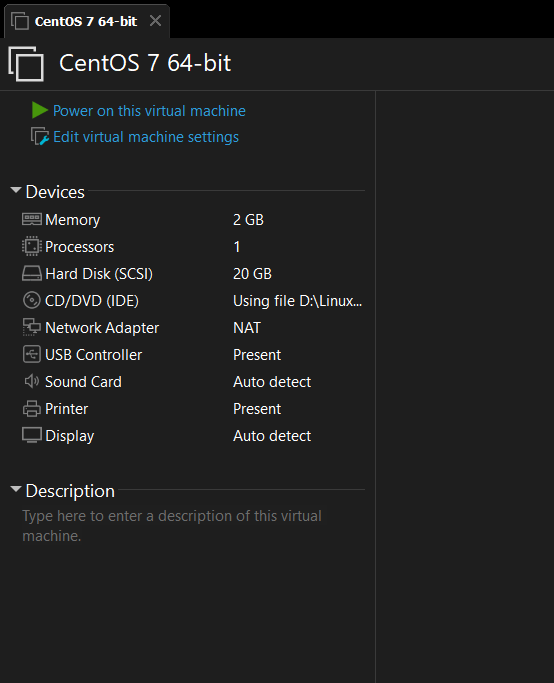 CentOS 7 64-bit
CentOS 7 64-bit
Power on this virtual machine
Edit virtual machine settings
Devices
Memory 2 GB
Processors 1
Hard Disk (SCSI) 20 GB
CD/DVD (IDE) Using file D:\Linux...
Network Adapter NAT
USB Controller Present
Sound Card Auto detect
Printer Present
Display Auto detect
Description
Type here to enter a description of this virtual
machine.